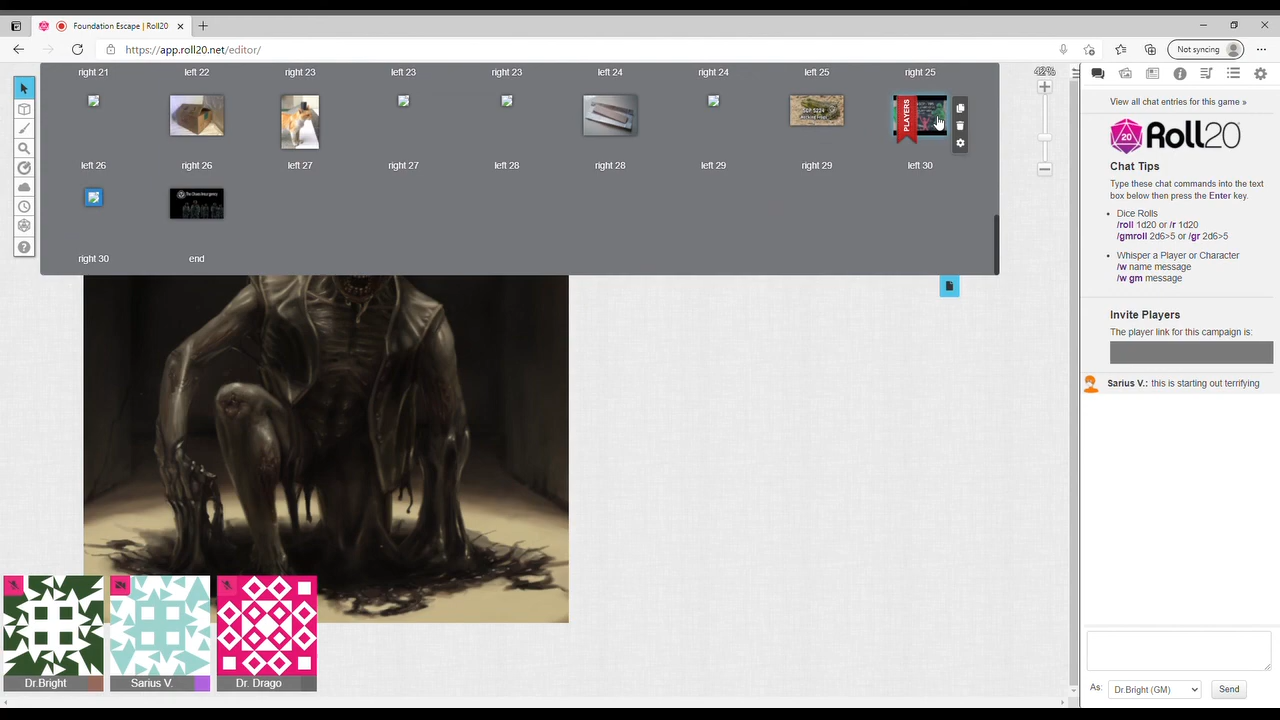 Foundation Escape | Roll20
https://app.roll20.net/editor/
Not syncing
right 21
left 22
right 23
left 23
right 23
left 24
right 24
left 25
right 25
42%
PLAYERS
left 26
right 26
left 27
right 27
left 28
right 28
left 29
right 29
left 30
right 30
end
View all chat entries for this game »
Roll20
Chat Tips
Type these chat commands into the text
box below then press the Enter key.
• Dice Rolls
/roll 1d20 or /r 1d20
/gmroll 2d6>5 or /gr 2d6>5
• Whisper a Player or Character
/w name message
/w gm message
Invite Players
The player link for this campaign is:
Sarius V.: this is starting out terrifying
Dr.Bright
Sarius V.
Dr. Drago
As:
Dr.Bright (GM)
Send